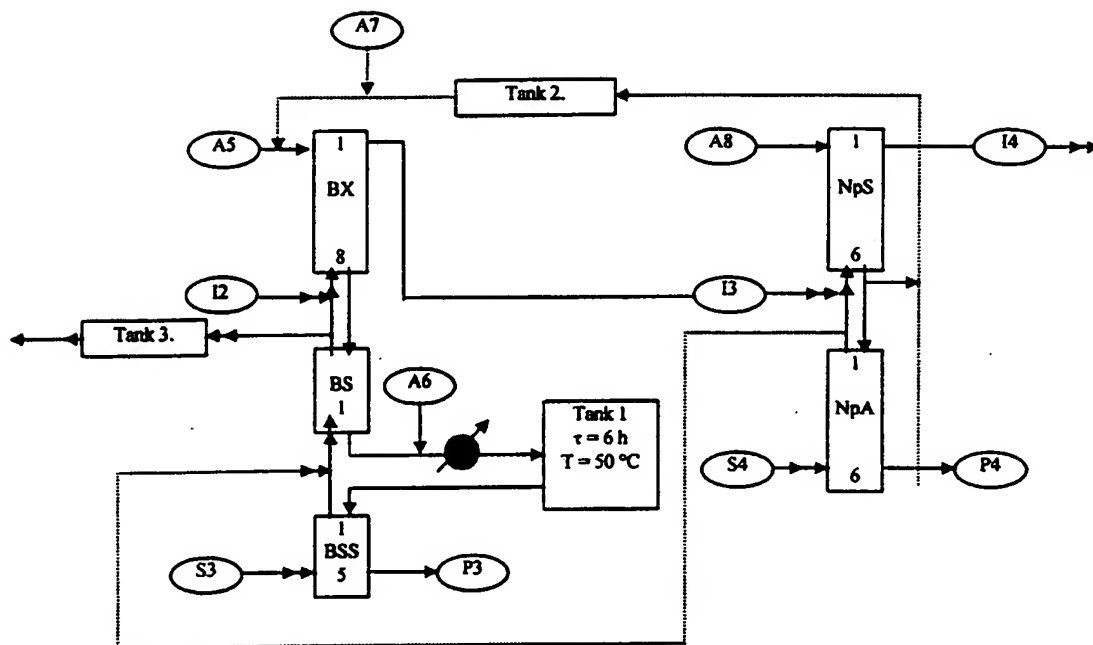 A7
Tank 2.
A5
1
BX
8
A8
1
NpS
6
I4
I2
I3
Tank 3.
BS
1
A6
Tank 1
τ = 6 h
T = 50 °C
1
NpA
6
S4
P4
1
BSS
5
S3
P3